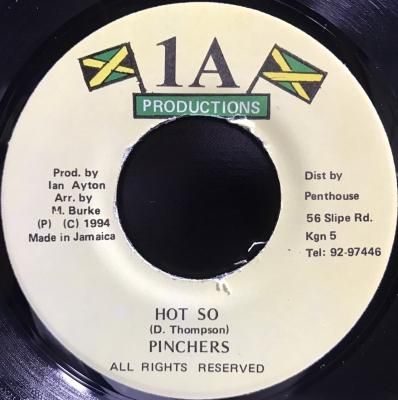 1A
PRODUCTIONS
Prod. by
Ian Ayton
Arr. by
M. Burke
(P) (C) 1994
Made in Jamaica
Dist by
Penthouse
56 Slipe Rd.
Kgn 5
Tel: 92-97446
HOT SO
(D. Thompson)
PINCHERS
ALL RIGHTS RESERVED